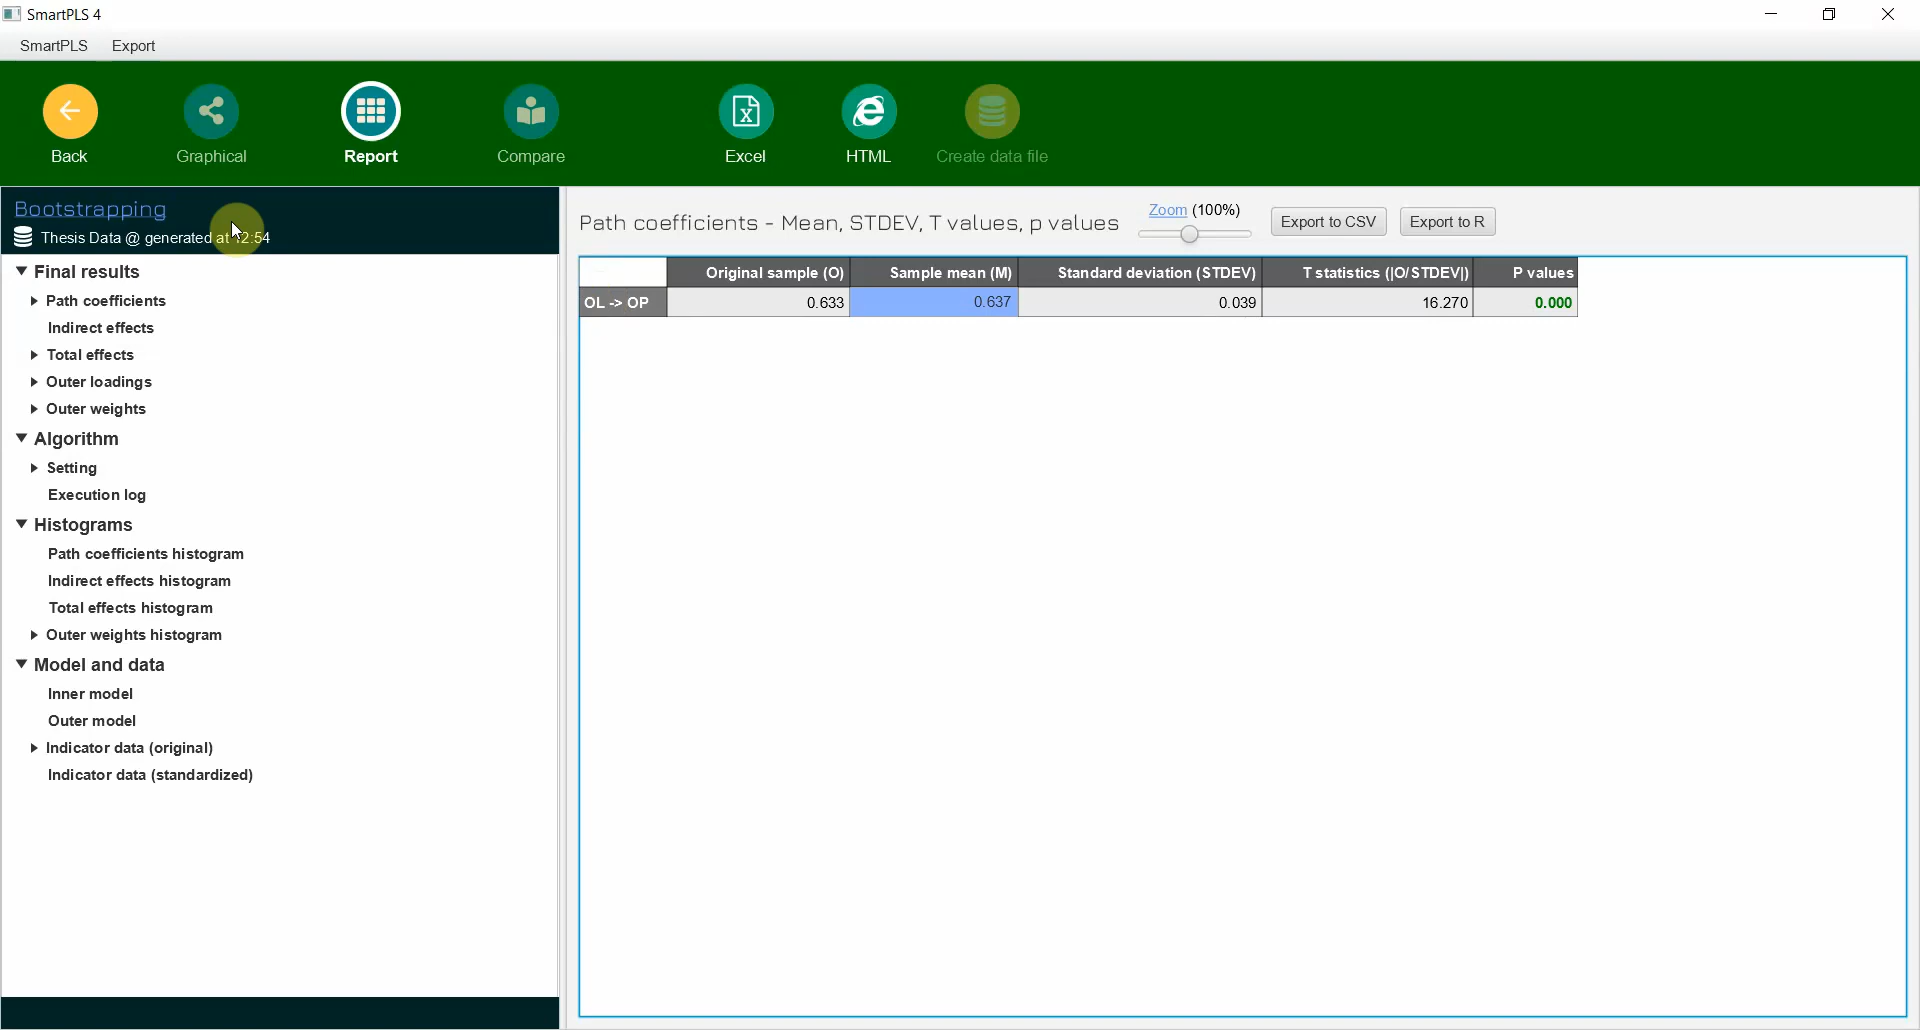 SmartPLS 4
SmartPLS Export
Back Graphical Report Compare Excel HTML Create data file
Bootstrapping
Thesis Data @ generated at 12:54
Final results
Path coefficients
Indirect effects
Total effects
Outer loadings
Outer weights
Algorithm
Setting
Execution log
Histograms
Path coefficients histogram
Indirect effects histogram
Total effects histogram
Outer weights histogram
Model and data
Inner model
Outer model
Indicator data (original)
Indicator data (standardized)
Path coefficients - Mean, STDEV, T values, p values Zoom (100%) Export to CSV Export to R
Original sample (O) Sample mean (M) Standard deviation (STDEV) T statistics (|O/STDEV|) P values
OL -> OP 0.633 0.637 0.039 16.270 0.000